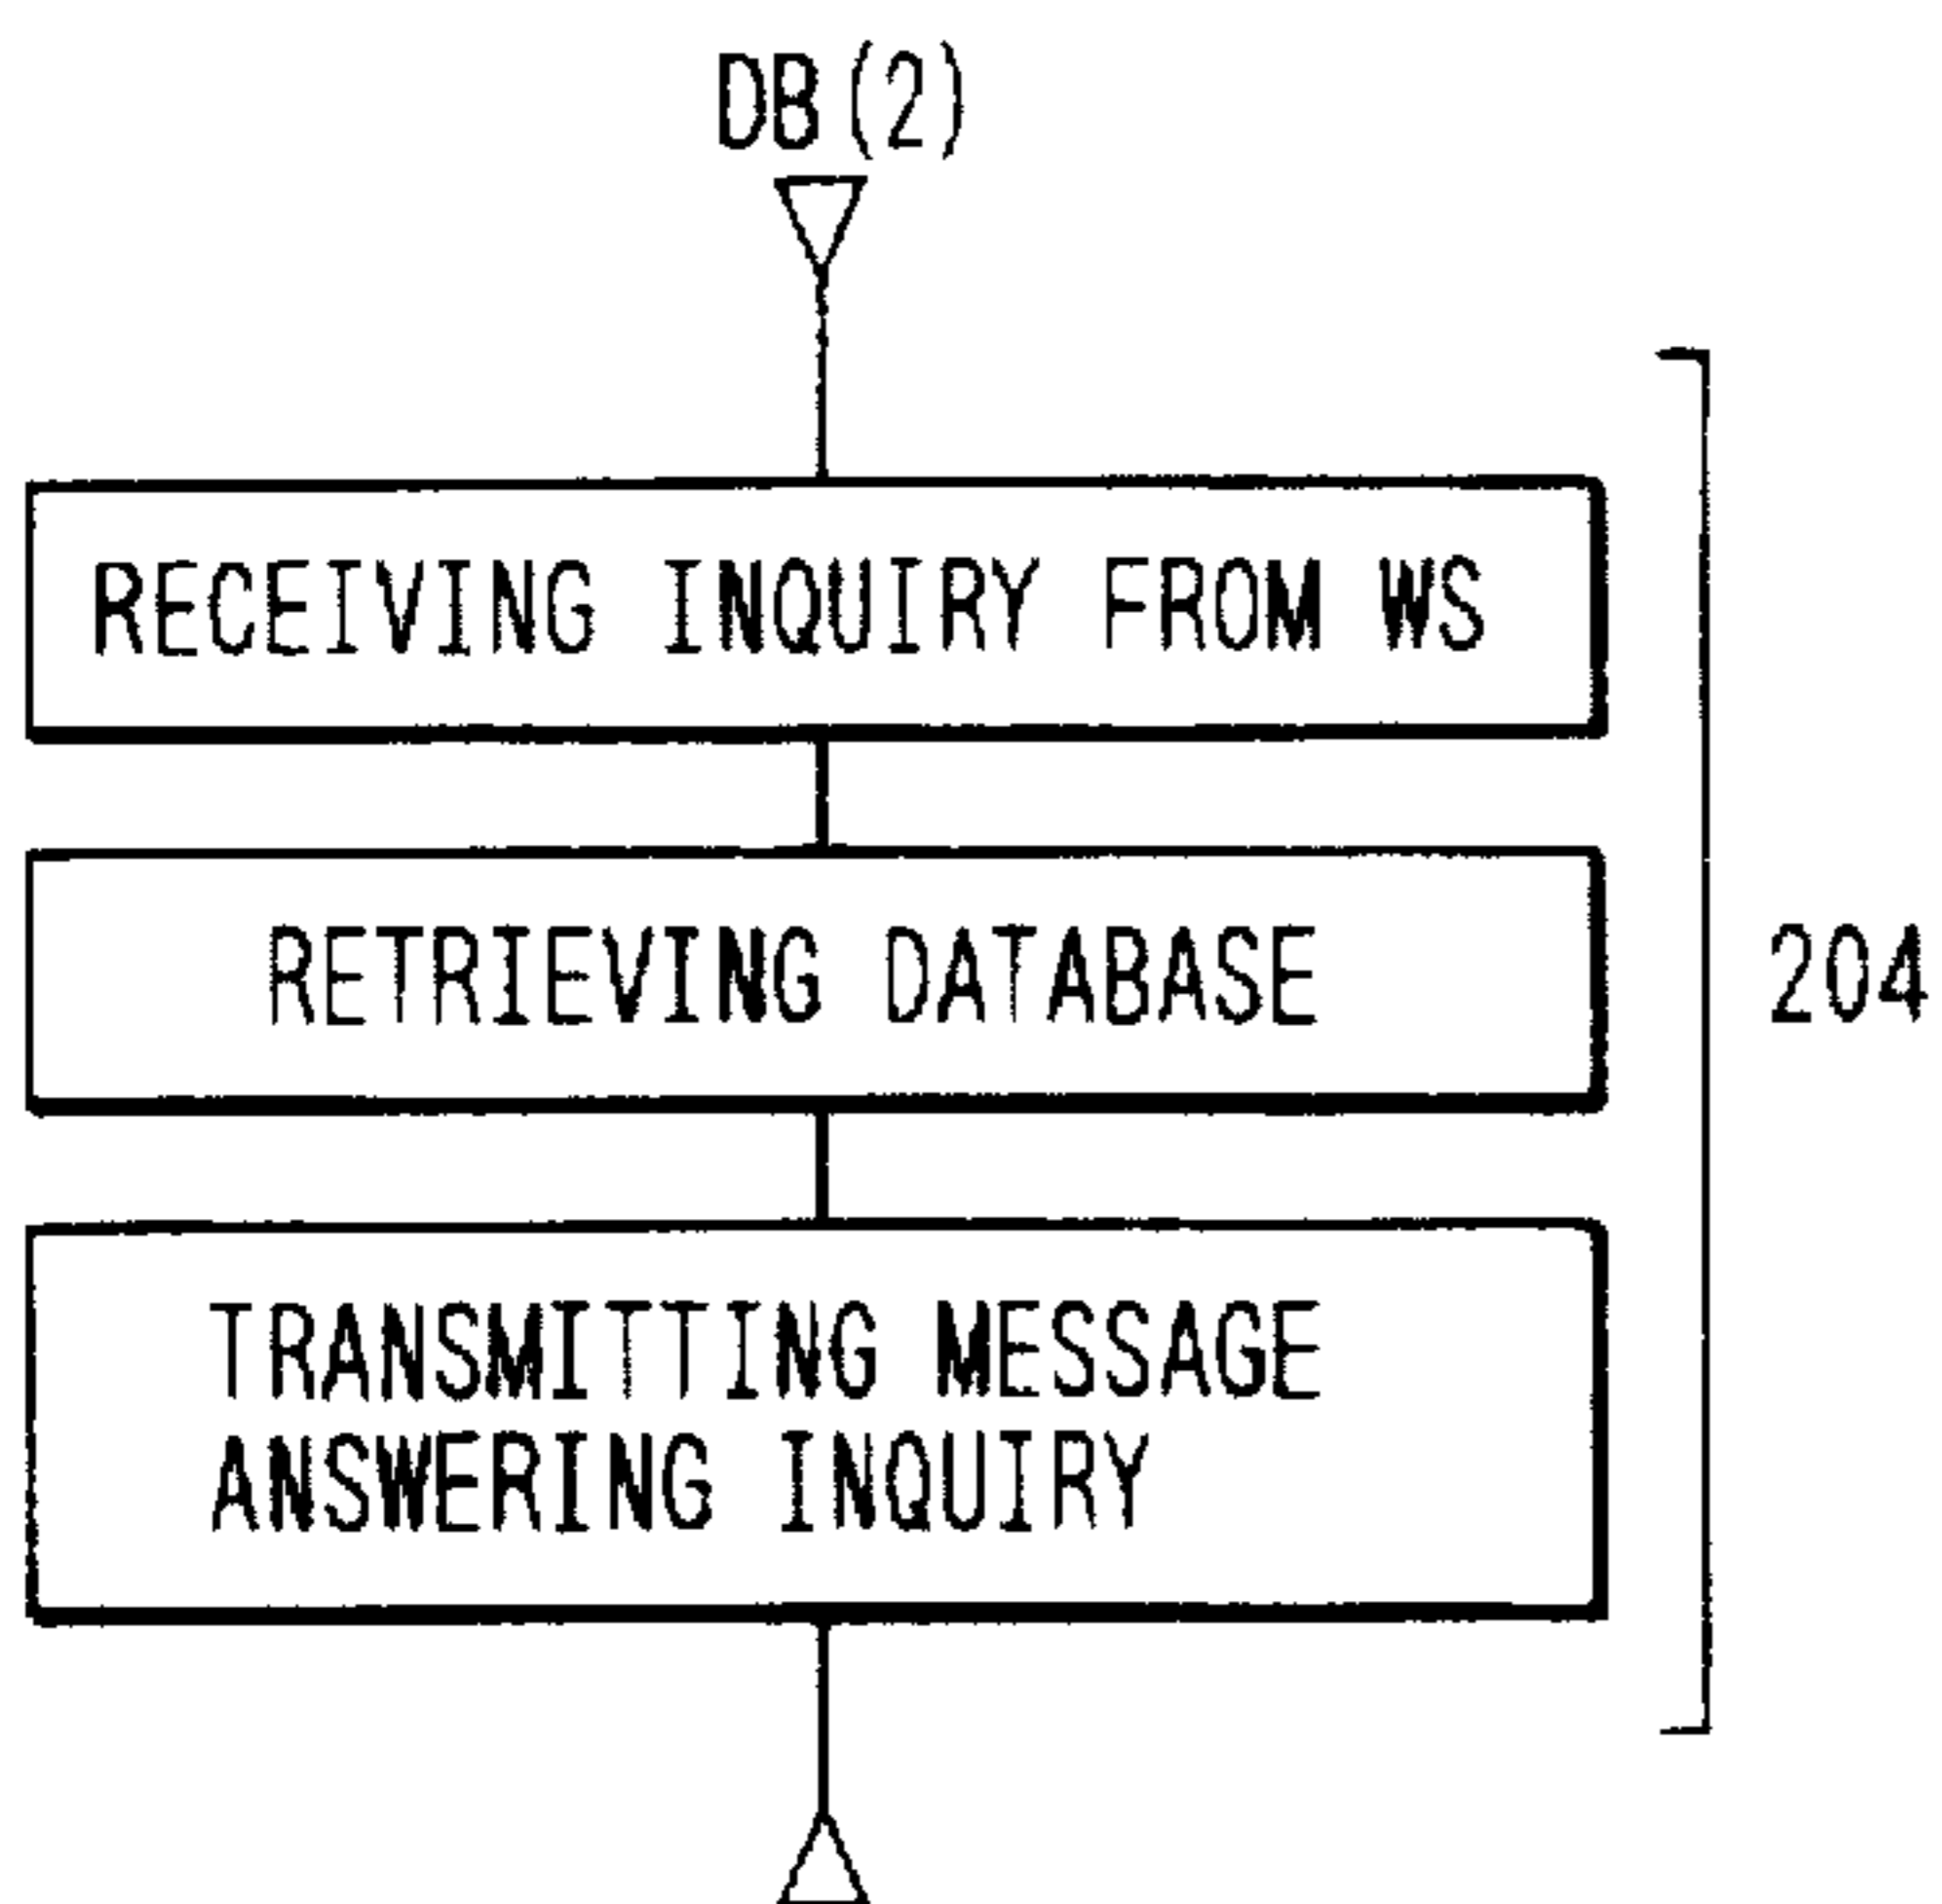 DB(2)
RECEIVING INQUIRY FROM WS
RETRIEVING DATABASE
204
TRANSMITTING MESSAGE
ANSWERING INQUIRY